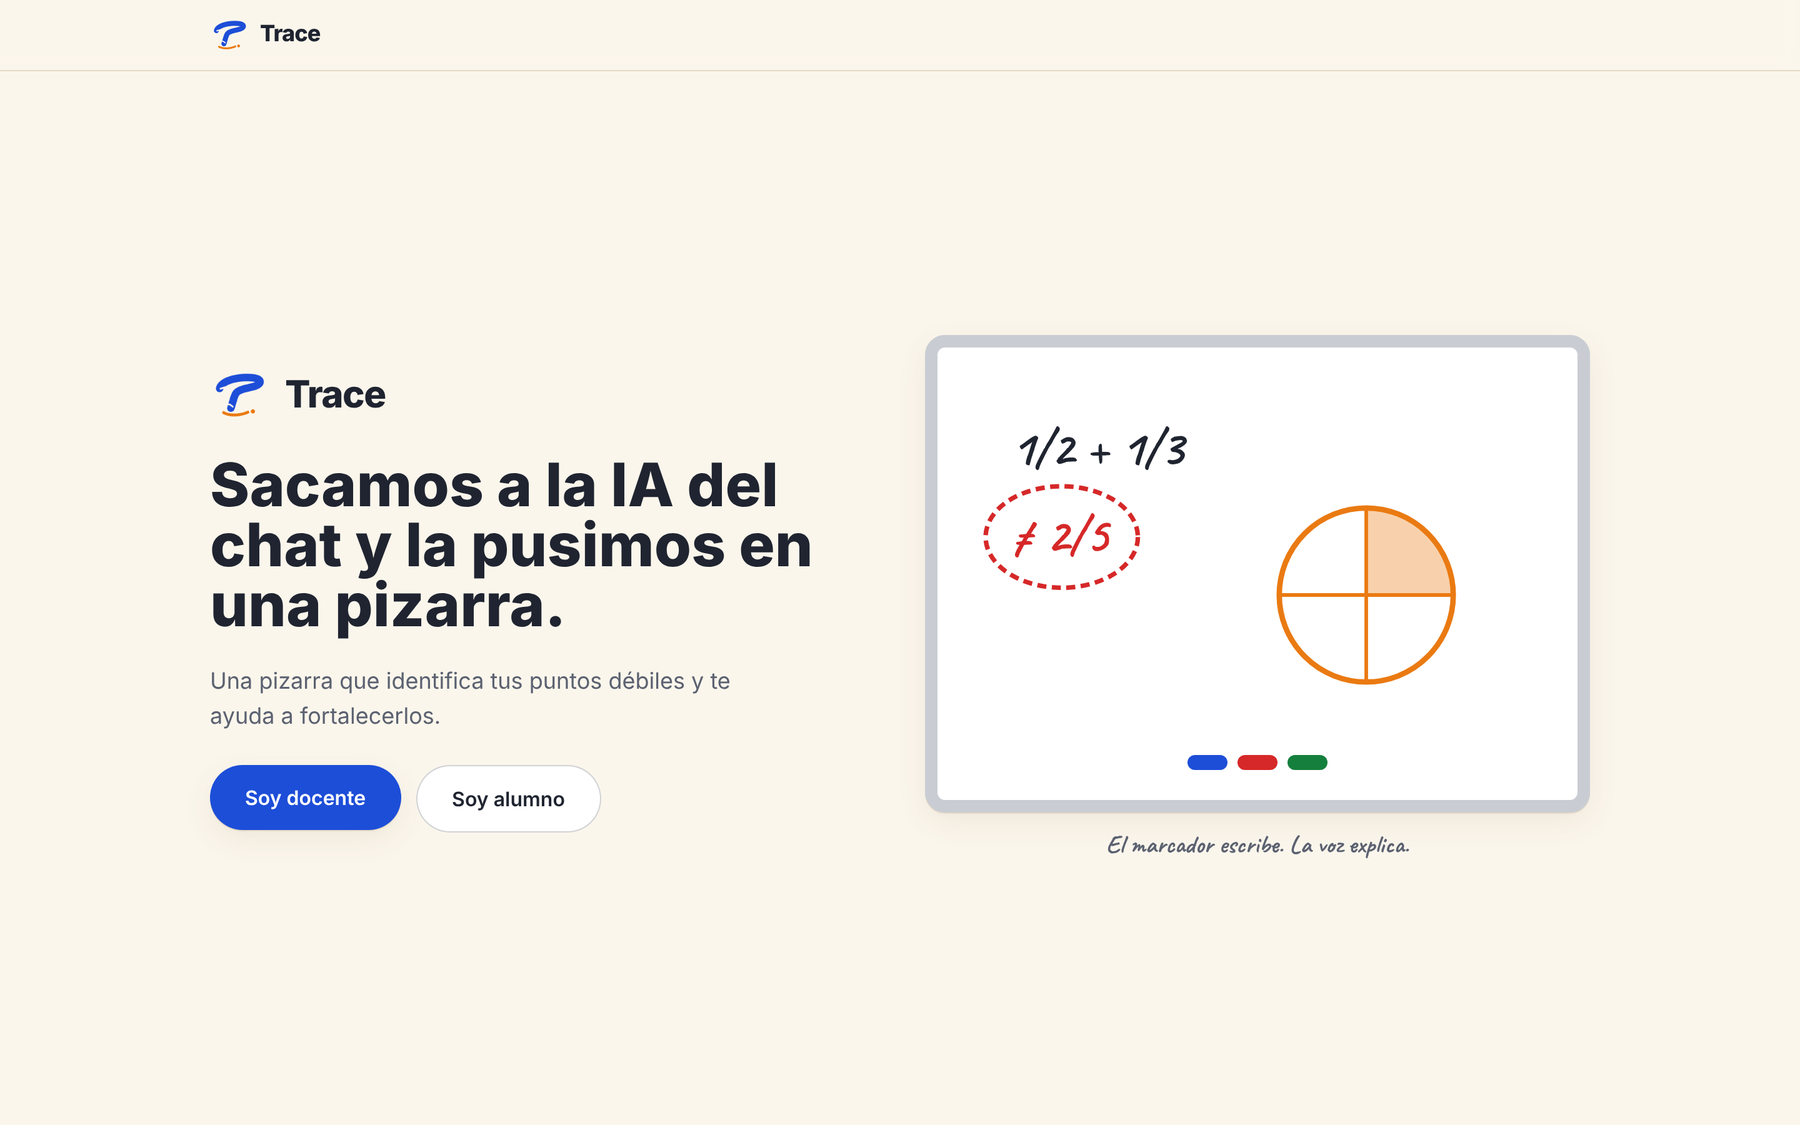 Trace
Trace
Sacamos a la IA del
chat y la pusimos en
una pizarra.
Una pizarra que identifica tus puntos débiles y te
ayuda a fortalecerlos.
Soy docente
Soy alumno
1/2 + 1/3
≠ 2/5
El marcador escribe. La voz explica.